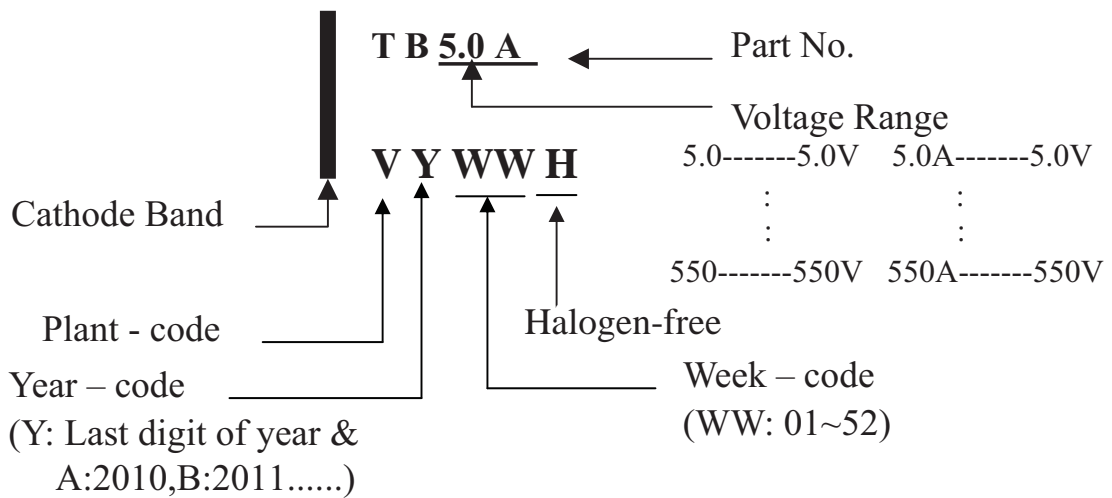 T B 5.0 A
Part No.
Voltage Range
5.0-------5.0V 5.0A-------5.0V
: :
: :
550-------550V 550A-------550V
V Y WW H
Cathode Band
Plant - code
Halogen-free
Year – code
(Y: Last digit of year &
A:2010,B:2011......)
Week – code
(WW: 01~52)